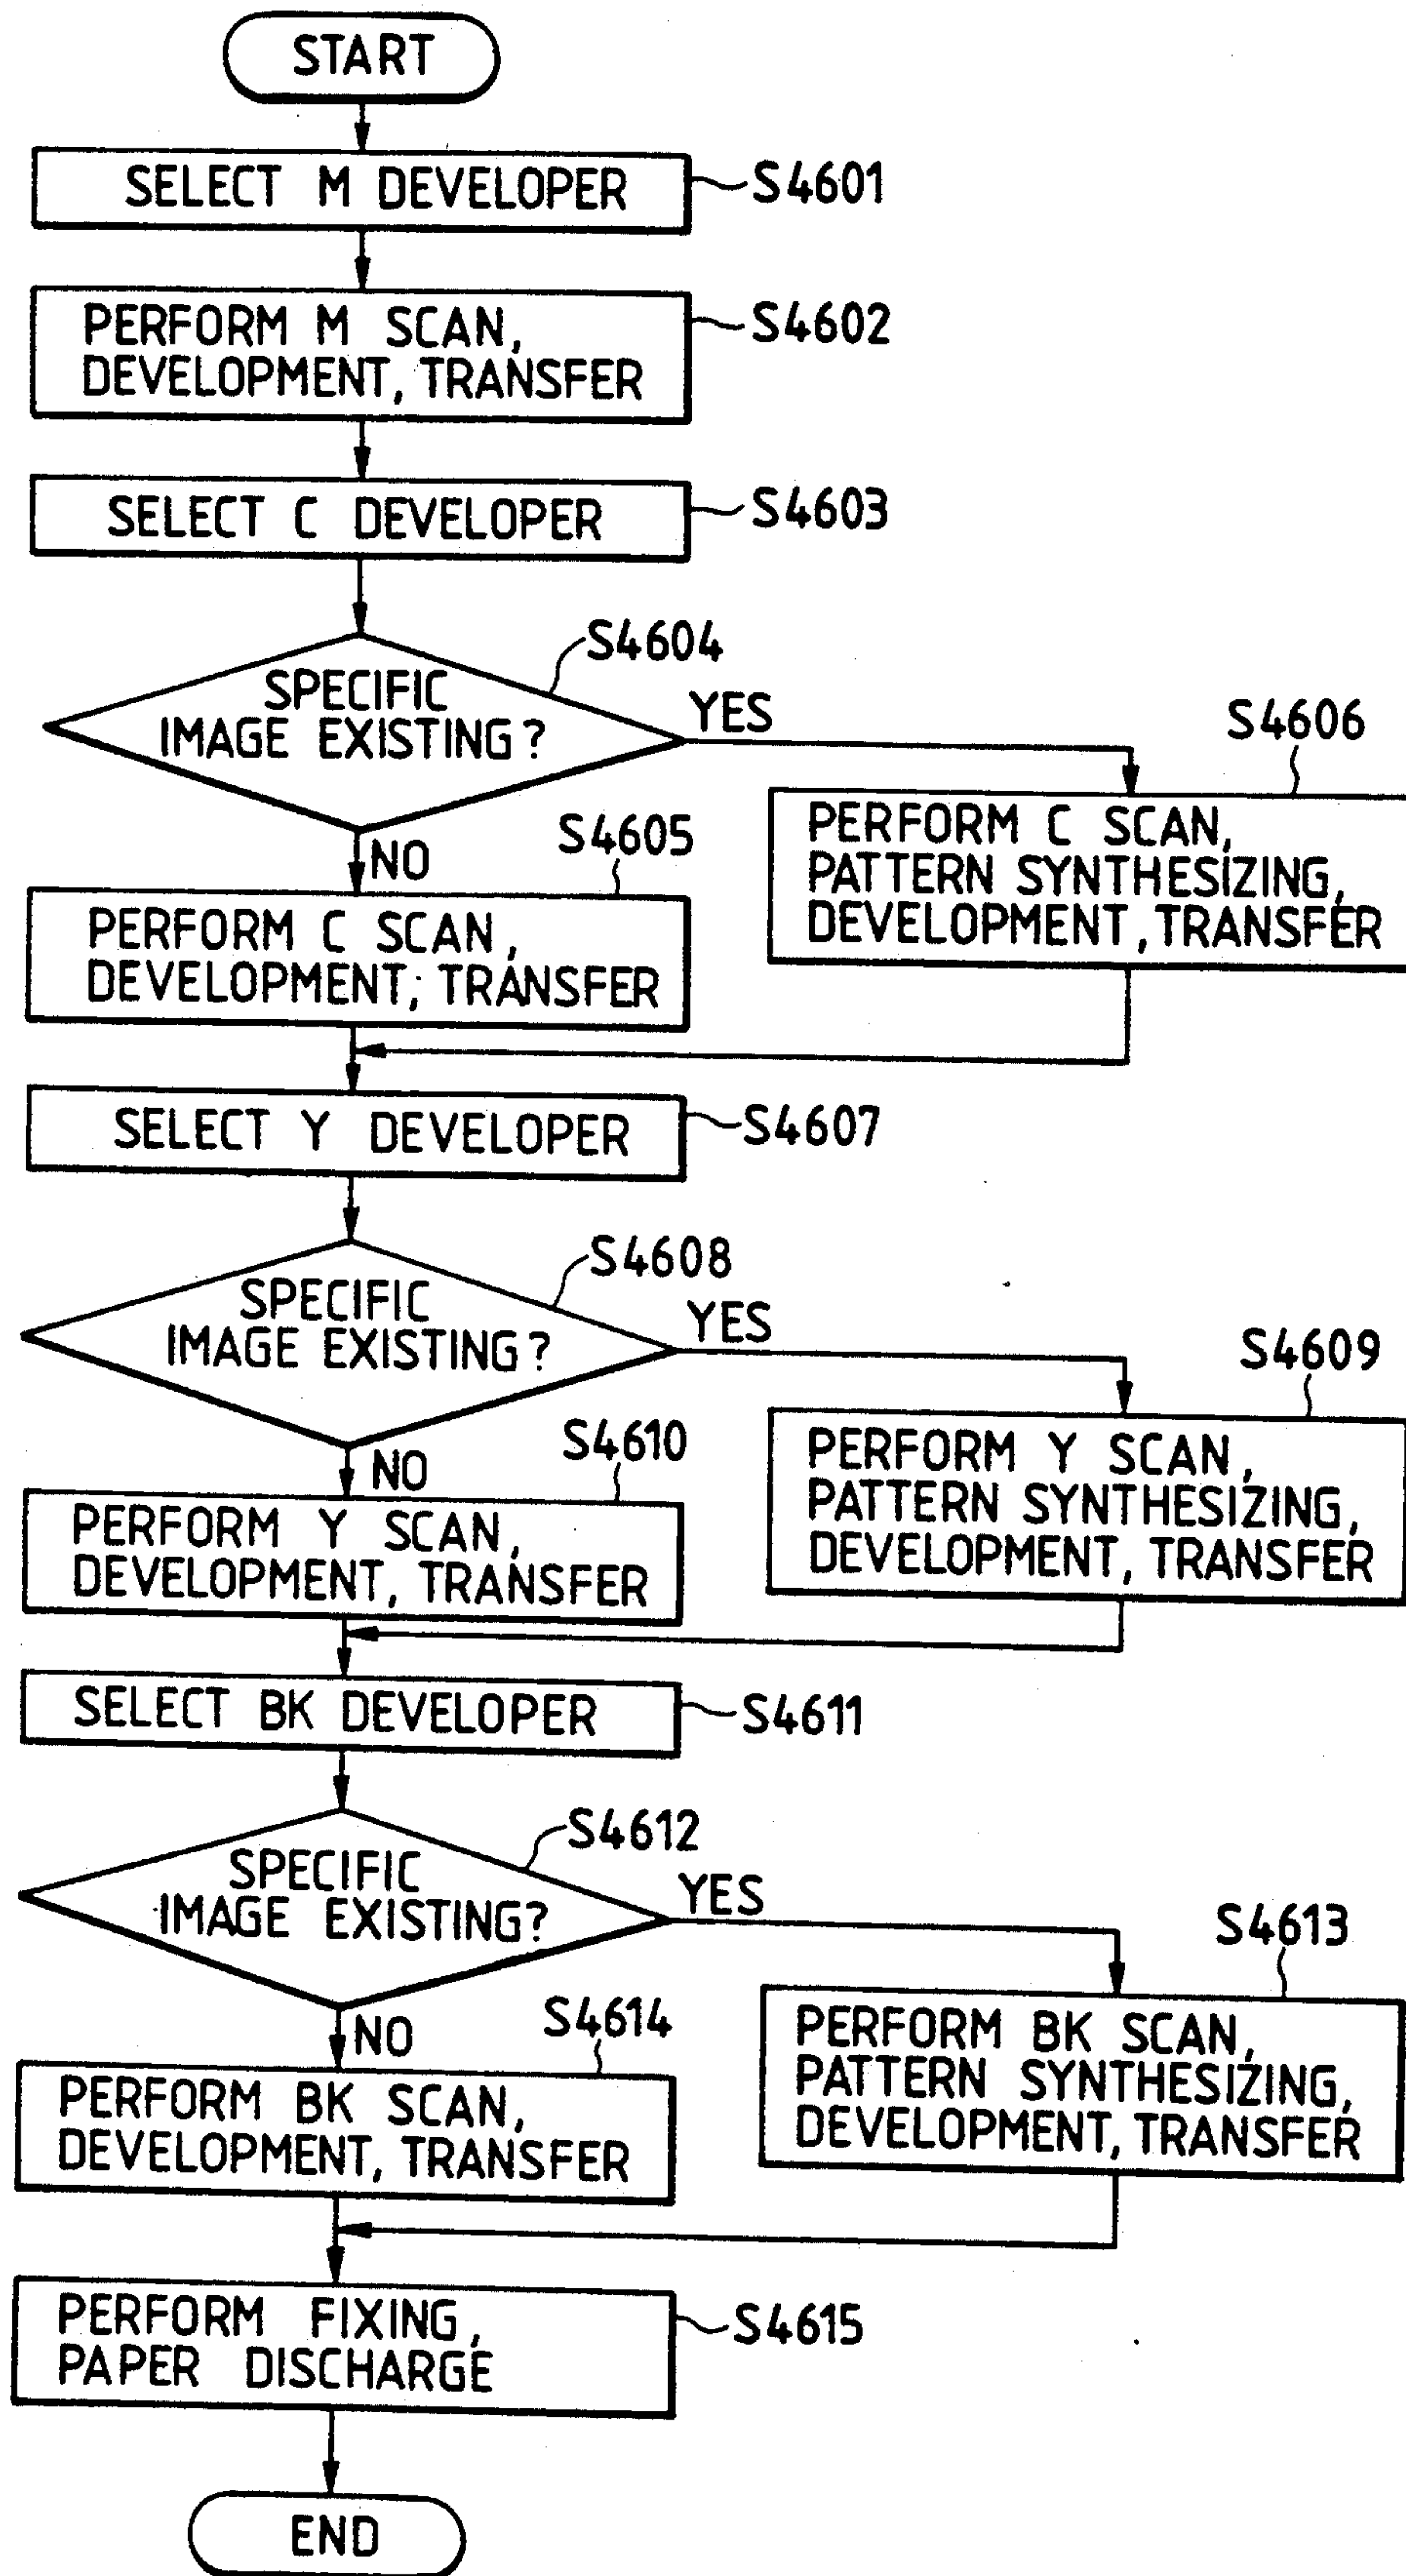 START
SELECT M DEVELOPER
S4601
PERFORM M SCAN,
DEVELOPMENT, TRANSFER
S4602
SELECT C DEVELOPER
S4603
SPECIFIC
IMAGE EXISTING?
S4604
YES
NO
S4605
PERFORM C SCAN,
DEVELOPMENT, TRANSFER
S4606
PERFORM C SCAN,
PATTERN SYNTHESIZING,
DEVELOPMENT, TRANSFER
SELECT Y DEVELOPER
S4607
SPECIFIC
IMAGE EXISTING?
S4608
YES
S4609
PERFORM Y SCAN,
PATTERN SYNTHESIZING,
DEVELOPMENT, TRANSFER
NO
S4610
PERFORM Y SCAN,
DEVELOPMENT, TRANSFER
SELECT BK DEVELOPER
S4611
SPECIFIC
IMAGE EXISTING?
S4612
YES
S4613
PERFORM BK SCAN,
PATTERN SYNTHESIZING,
DEVELOPMENT, TRANSFER
NO
S4614
PERFORM BK SCAN,
DEVELOPMENT, TRANSFER
PERFORM FIXING,
PAPER DISCHARGE
S4615
END